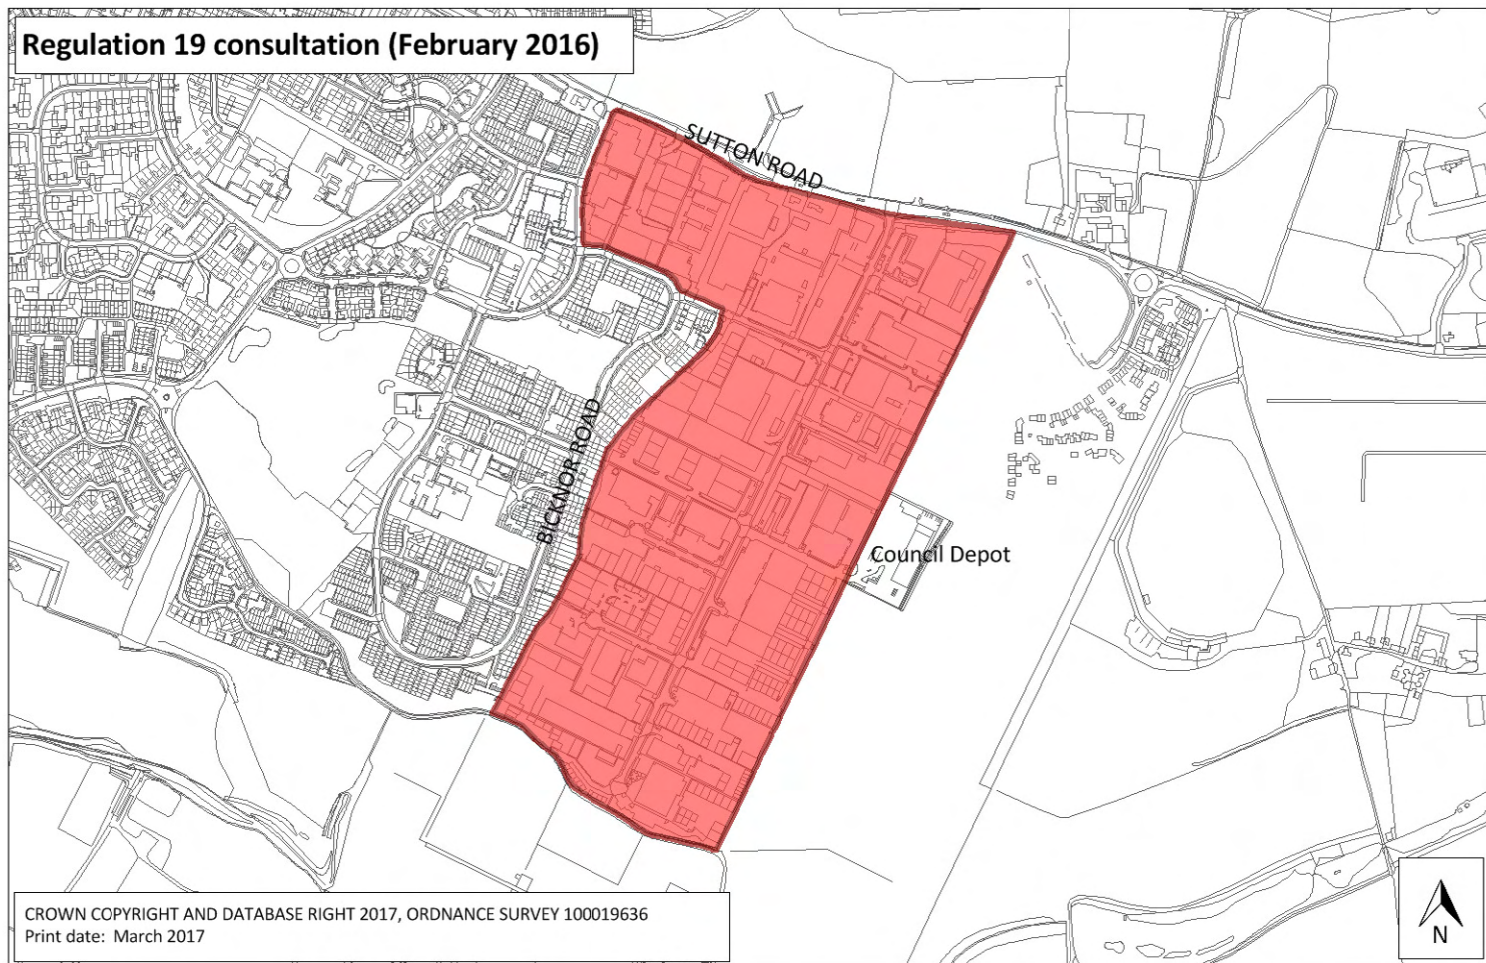 Regulation 19 consultation (February 2016)
SUTTON ROAD
BICKNOR ROAD
Council Depot
CROWN COPYRIGHT AND DATABASE RIGHT 2017, ORDNANCE SURVEY 100019636
Print date: March 2017
N